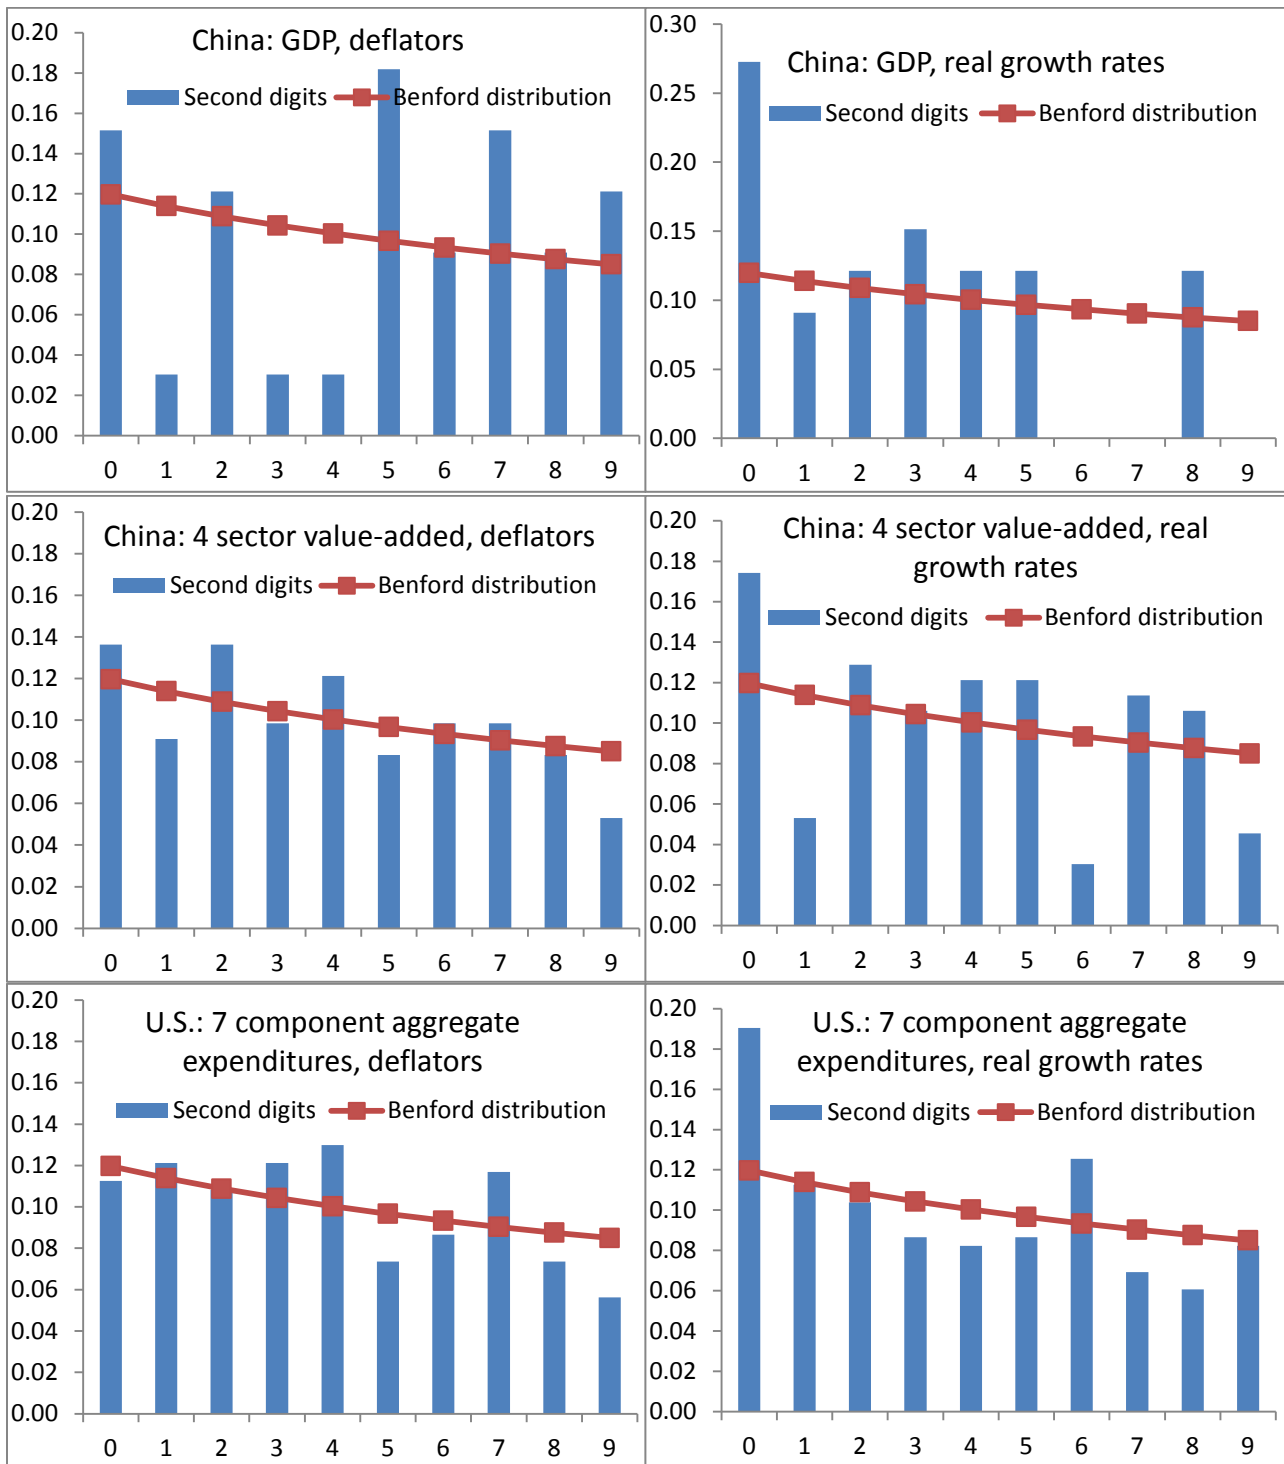 China: GDP, deflators
Second digits Benford distribution
0.20
0.18
0.16
0.14
0.12
0.10
0.08
0.06
0.04
0.02
0.00
0 1 2 3 4 5 6 7 8 9
China: GDP, real growth rates
Second digits Benford distribution
0.30
0.25
0.20
0.15
0.10
0.05
0.00
0 1 2 3 4 5 6 7 8 9
China: 4 sector value-added, deflators
Second digits Benford distribution
0.20
0.18
0.16
0.14
0.12
0.10
0.08
0.06
0.04
0.02
0.00
0 1 2 3 4 5 6 7 8 9
China: 4 sector value-added, real
growth rates
Second digits Benford distribution
0.20
0.18
0.16
0.14
0.12
0.10
0.08
0.06
0.04
0.02
0.00
0 1 2 3 4 5 6 7 8 9
U.S.: 7 component aggregate
expenditures, deflators
Second digits Benford distribution
0.20
0.18
0.16
0.14
0.12
0.10
0.08
0.06
0.04
0.02
0.00
0 1 2 3 4 5 6 7 8 9
U.S.: 7 component aggregate
expenditures, real growth rates
Second digits Benford distribution
0.20
0.18
0.16
0.14
0.12
0.10
0.08
0.06
0.04
0.02
0.00
0 1 2 3 4 5 6 7 8 9